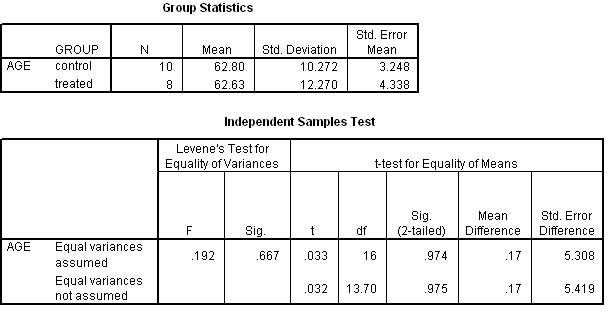 Group Statistics
Std. Error
GROUP N Mean Std. Deviation Mean
AGE control 10 62.80 10.272 3.248
treated 8 62.63 12.270 4.338
Independent Samples Test
Levene's Test for
Equality of Variances t-test for Equality of Means
Sig. Mean Std. Error
F Sig. t df (2-tailed) Difference Difference
AGE Equal variances
assumed .192 .667 .033 16 .974 .17 5.308
Equal variances
not assumed .032 13.70 .975 .17 5.419